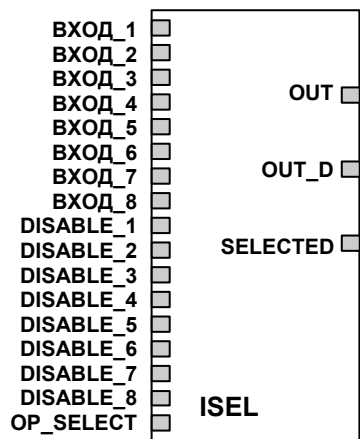 ВХОД_1
ВХОД_2
ВХОД_3
ВХОД_4
ВХОД_5
ВХОД_6
ВХОД_7
ВХОД_8
DISABLE_1
DISABLE_2
DISABLE_3
DISABLE_4
DISABLE_5
DISABLE_6
DISABLE_7
DISABLE_8
OP_SELECT
OUT
OUT_D
SELECTED
ISEL